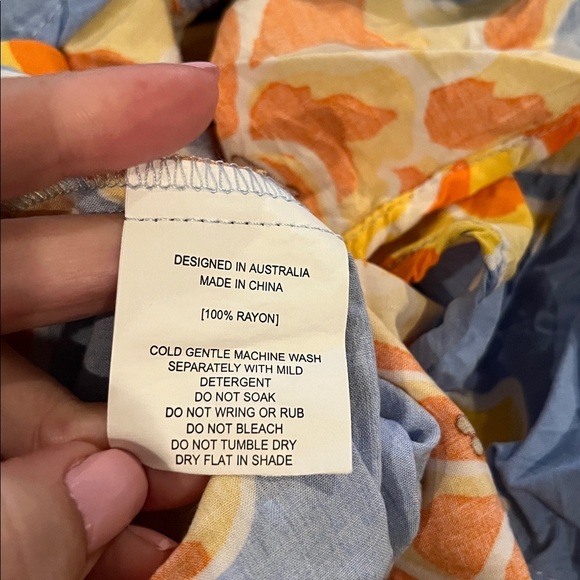 DESIGNED IN AUSTRALIA
MADE IN CHINA
[100% RAYON]
COLD GENTLE MACHINE WASH
SEPARATELY WITH MILD
DETERGENT
DO NOT SOAK
DO NOT WRING OR RUB
DO NOT BLEACH
DO NOT TUMBLE DRY
DRY FLAT IN SHADE